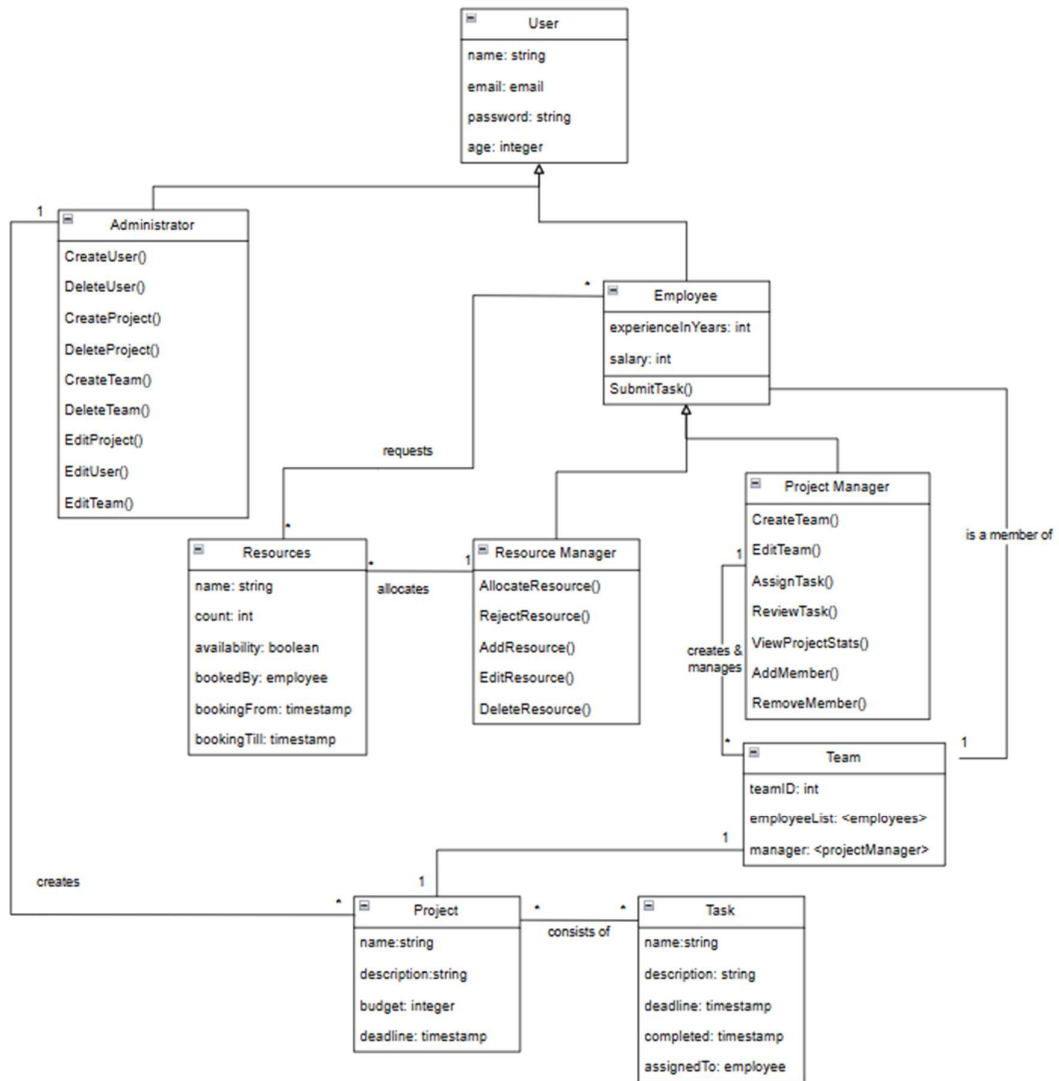 User
name: string
email: email
password: string
age: integer
1
Administrator
CreateUser()
DeleteUser()
CreateProject()
DeleteProject()
CreateTeam()
DeleteTeam()
EditProject()
EditUser()
EditTeam()
*
Employee
experienceInYears: int
salary: int
SubmitTask()
requests
*
Resources
name: string
count: int
availability: boolean
bookedBy: employee
bookingFrom: timestamp
bookingTill: timestamp
*
allocates
1
Resource Manager
AllocateResource()
RejectResource()
AddResource()
EditResource()
DeleteResource()
Project Manager
CreateTeam()
EditTeam()
AssignTask()
ReviewTask()
ViewProjectStats()
AddMember()
RemoveMember()
is a member of
1
creates &
manages
*
1
Team
teamID: int
employeeList: <employees>
manager: <projectManager>
1
1
creates
*
Project
name:string
description:string
budget: integer
deadline: timestamp
*
consists of
*
Task
name:string
description: string
deadline: timestamp
completed: timestamp
assignedTo: employee